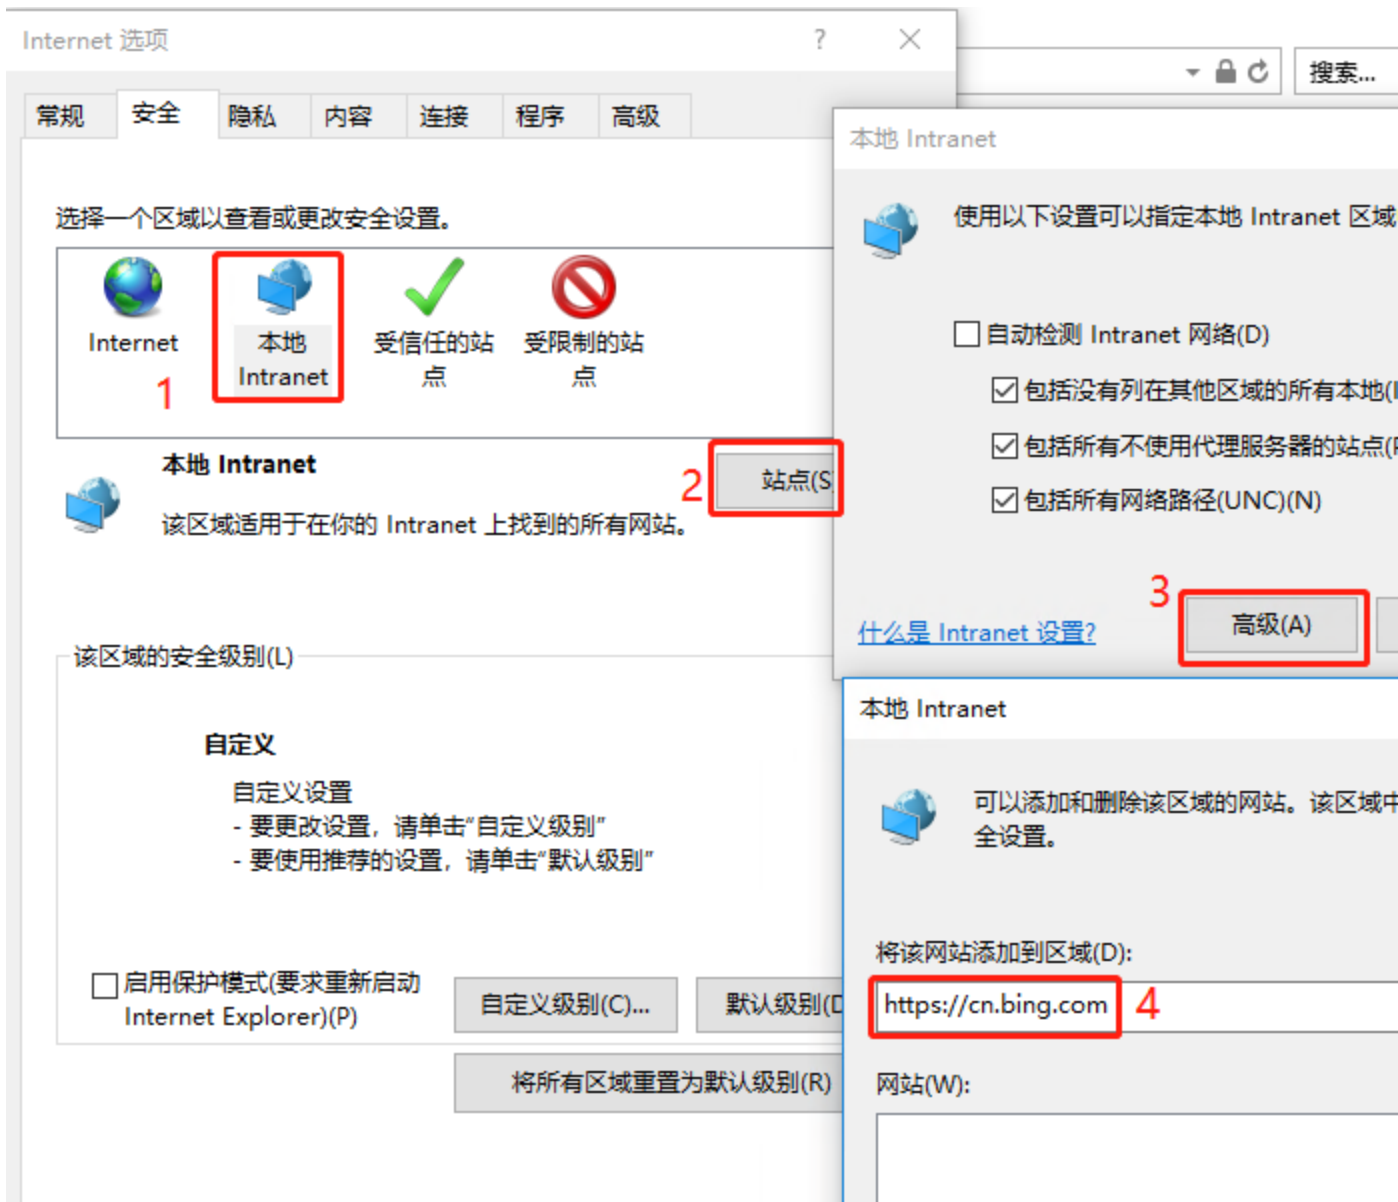 Internet 选项
?
搜索...
常规 安全 隐私 内容 连接 程序 高级
选择一个区域以查看或更改安全设置。
Internet
本地
Intranet
受信任的站
点
受限制的站
点
1
本地 Intranet
2
站点(S
该区域适用于在你的 Intranet 上找到的所有网站。
该区域的安全级别(L)
自定义
自定义设置
- 要更改设置，请单击“自定义级别”
- 要使用推荐的设置，请单击“默认级别”
启用保护模式(要求重新启动
Internet Explorer)(P)
自定义级别(C)...
默认级别(D
将所有区域重置为默认级别(R)
本地 Intranet
使用以下设置可以指定本地 Intranet 区域
自动检测 Intranet 网络(D)
包括没有列在其他区域的所有本地(I
包括所有不使用代理服务器的站点(P
包括所有网络路径(UNC)(N)
3
什么是 Intranet 设置?
高级(A)
本地 Intranet
可以添加和删除该区域的网站。该区域中
全设置。
将该网站添加到区域(D):
https://cn.bing.com
4
网站(W):